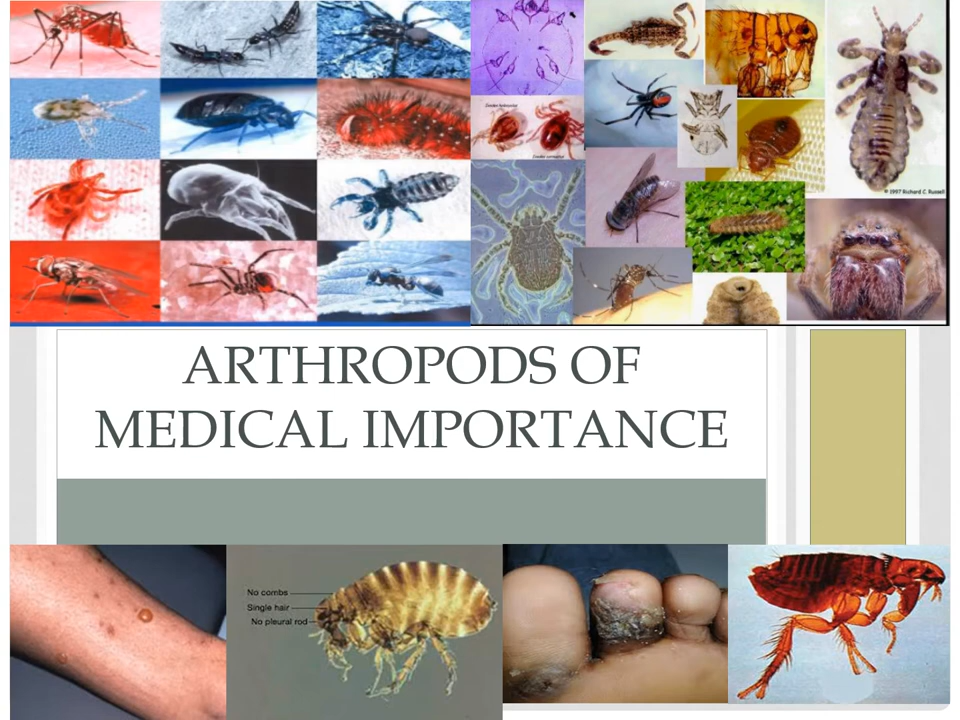 © 1997 Richard C. Russell
ARTHROPODS OF
MEDICAL IMPORTANCE
No combs
Single hair
No pleural rod